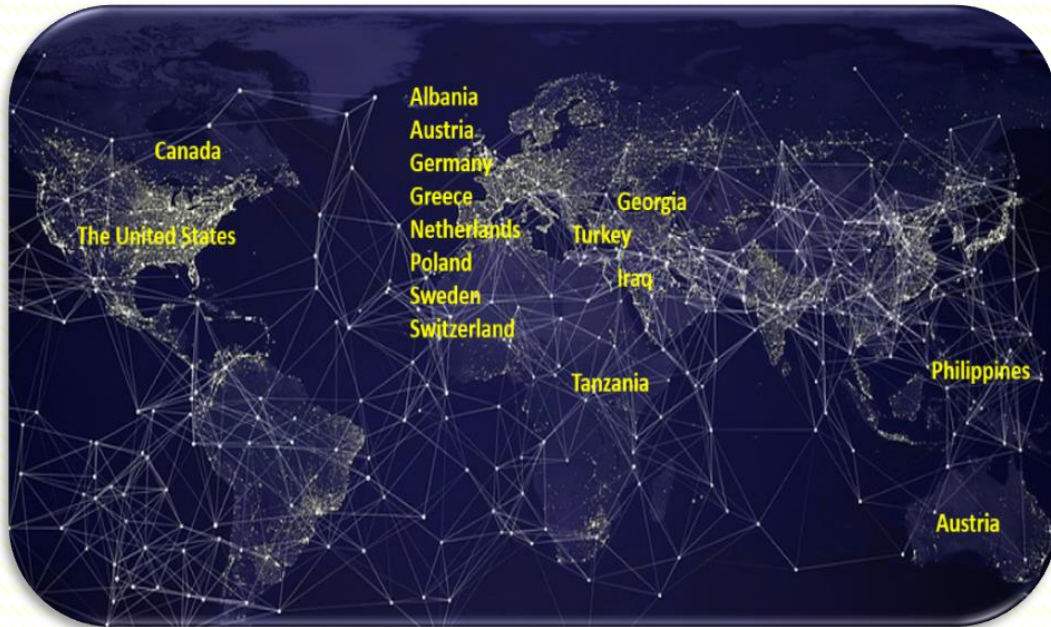 Canada
The United States
Albania
Austria
Germany
Greece
Netherlands
Poland
Sweden
Switzerland
Georgia
Turkey
Iraq
Tanzania
Philippines
Austria